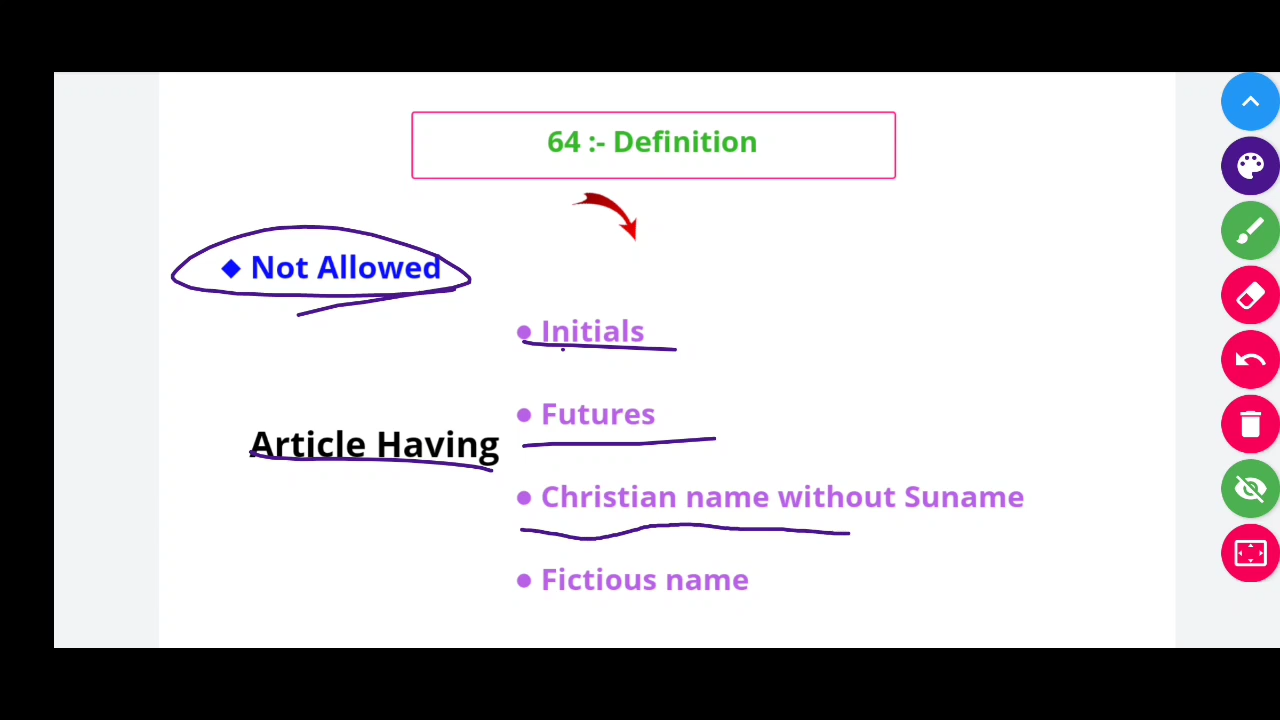 64 :- Definition
◆ Not Allowed
● Initials
● Futures
Article Having
● Christian name without Suname
● Fictious name